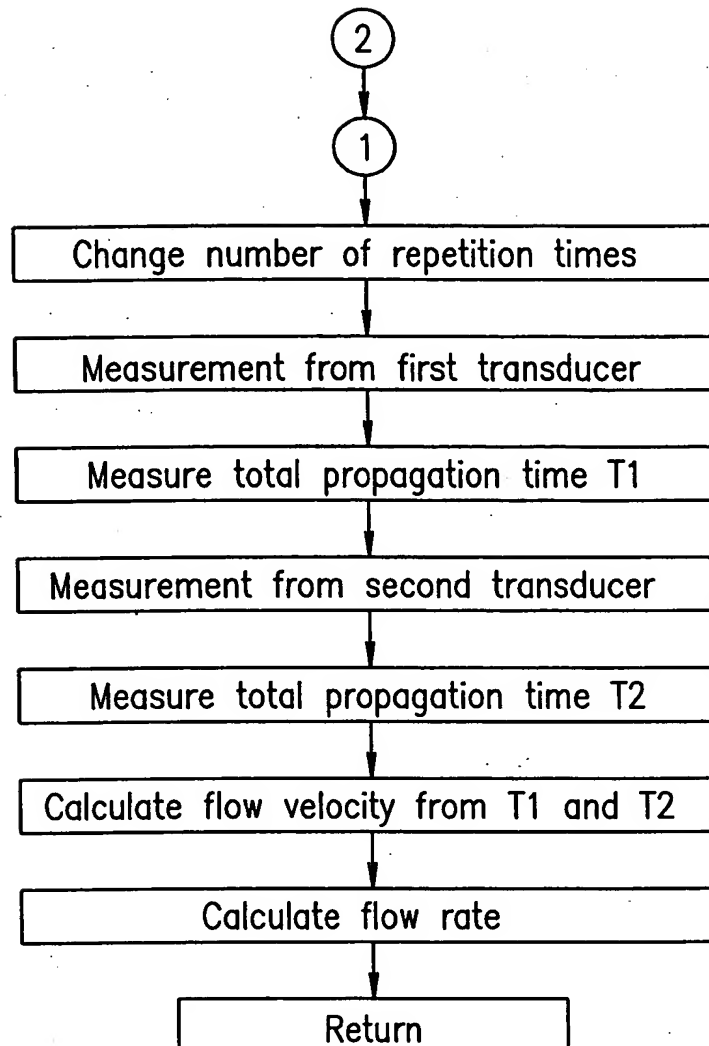 2
1
Change number of repetition times
Measurement from first transducer
Measure total propagation time T1
Measurement from second transducer
Measure total propagation time T2
Calculate flow velocity from T1 and T2
Calculate flow rate
Return